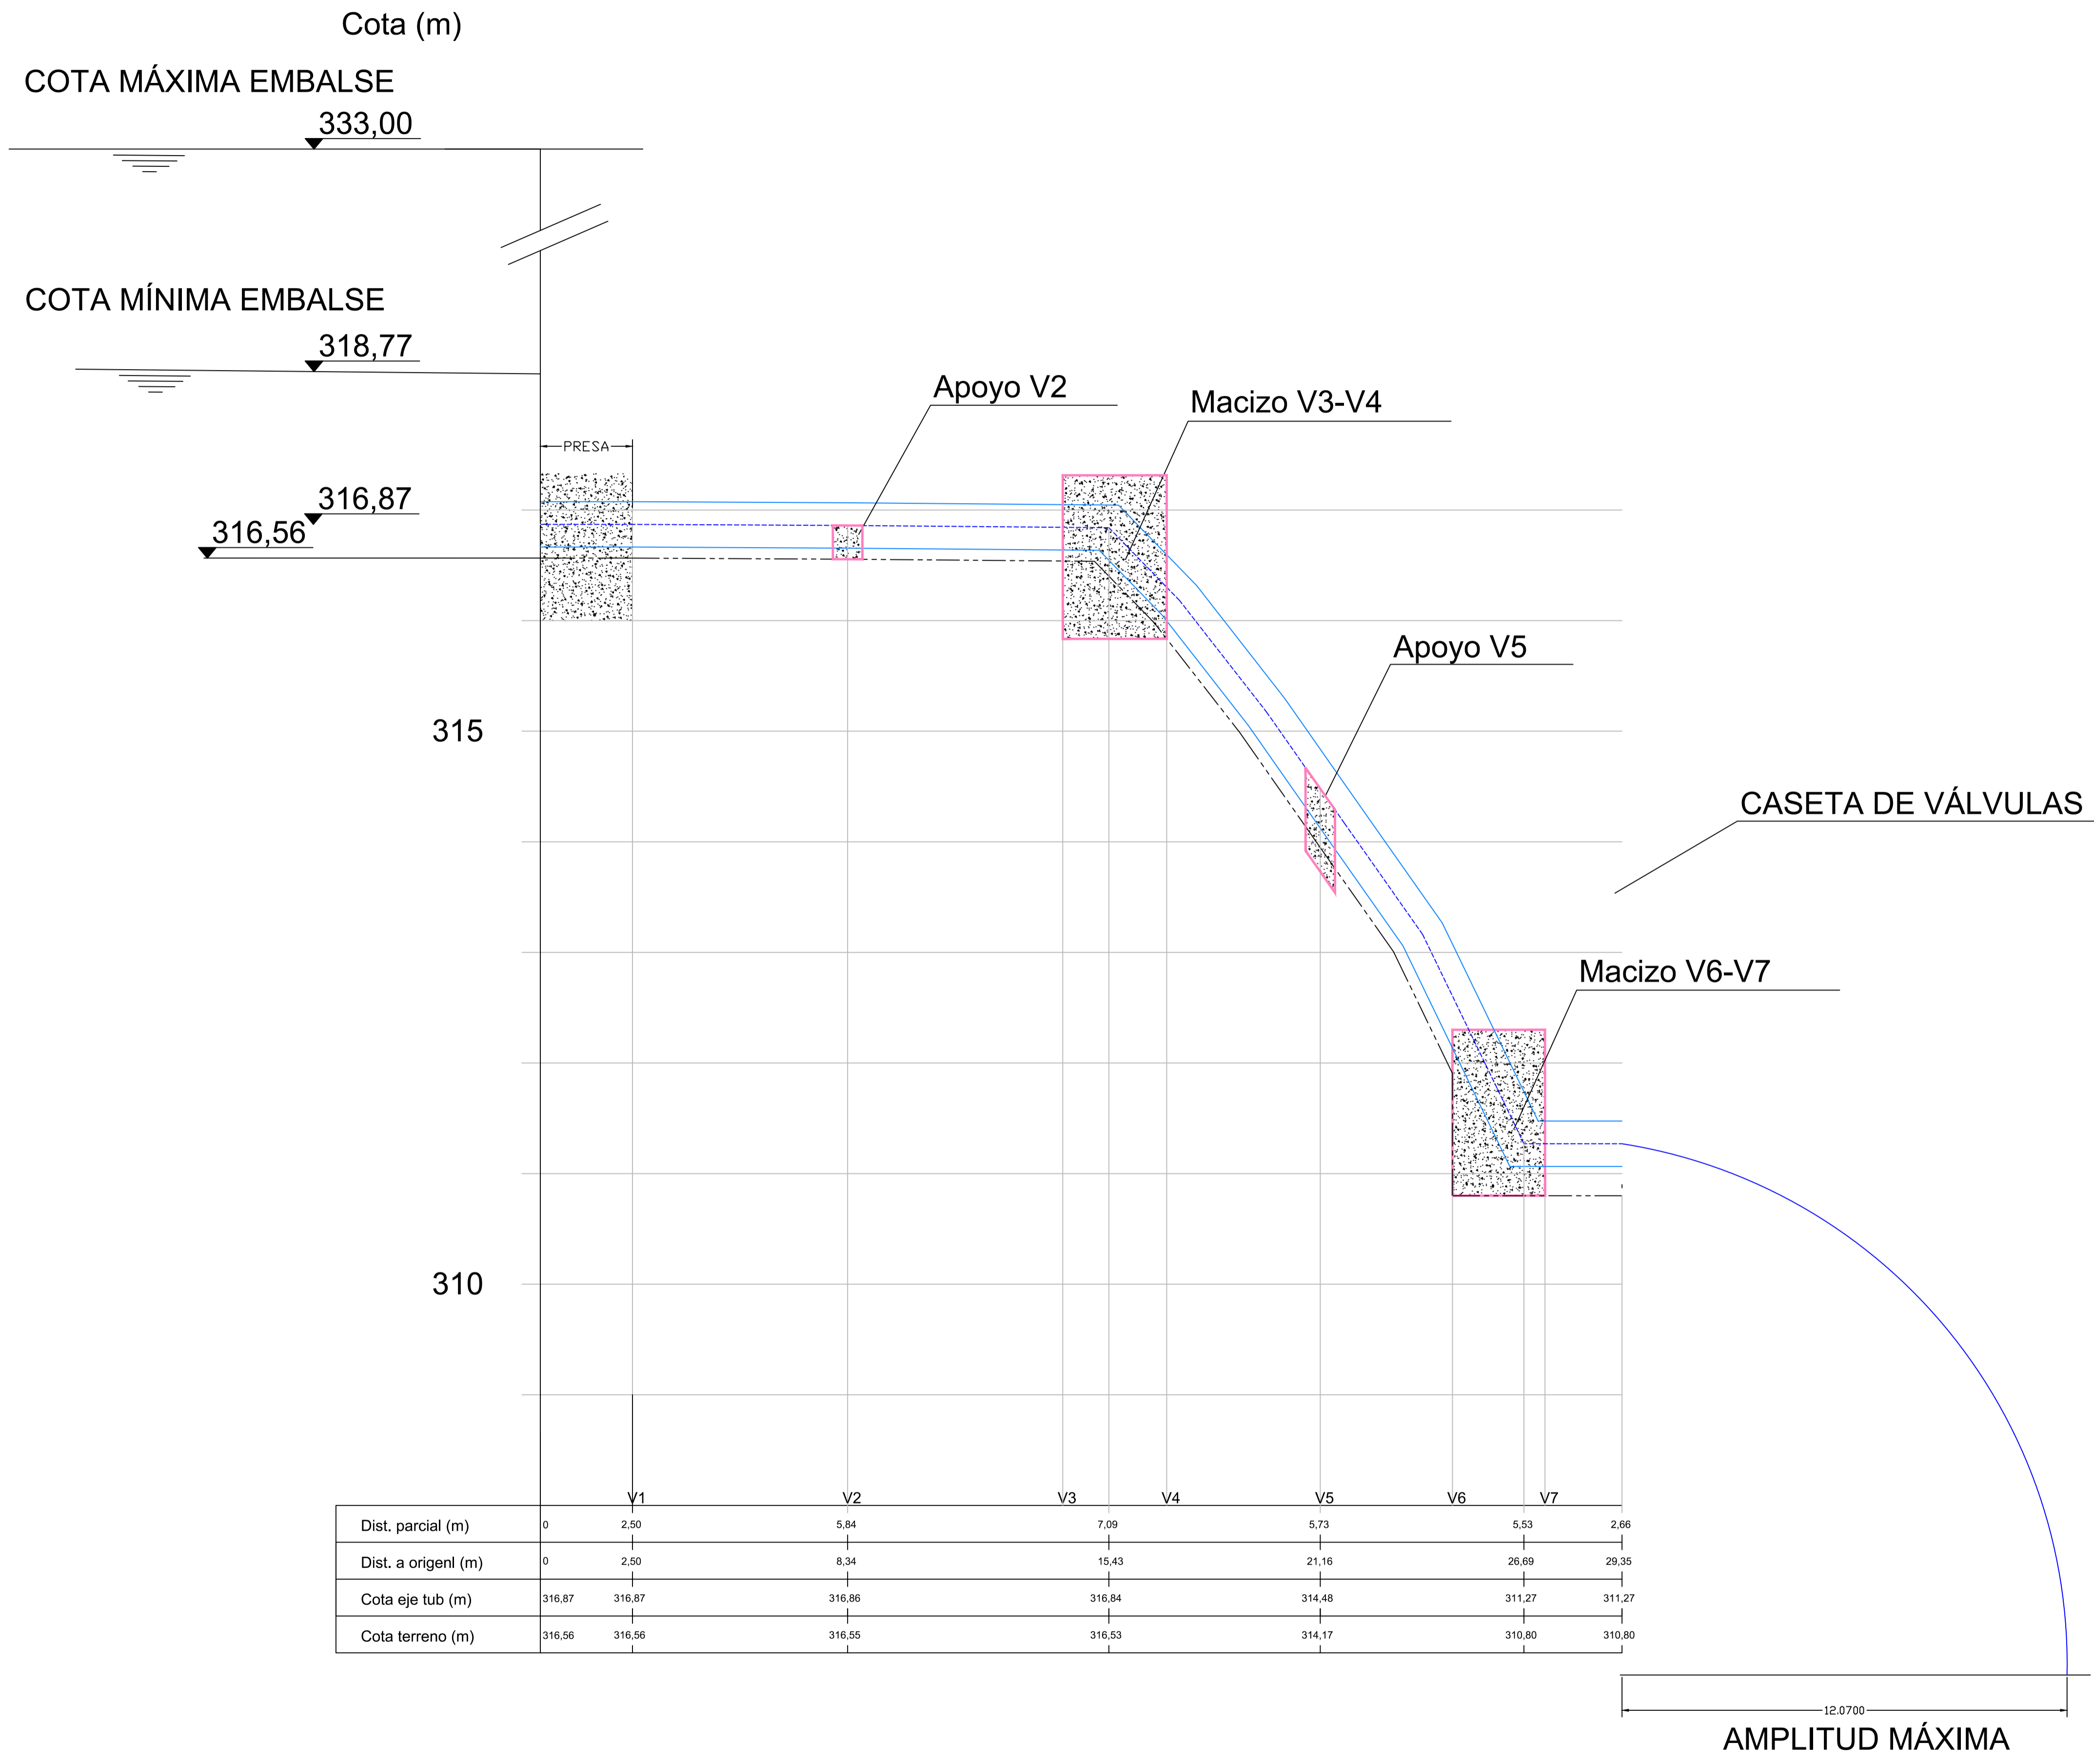 Cota (m)
COTA MÁXIMA EMBALSE
333,00
COTA MÍNIMA EMBALSE
318,77
Apoyo V2
Macizo V3-V4
PRESA
316,87
316,56
Apoyo V5
315
CASETA DE VÁLVULAS
Macizo V6-V7
310
V1 V2 V3 V4 V5 V6 V7
Dist. parcial (m) 0 2,50 5,84 7,09 5,73 5,53 2,66
Dist. a origenl (m) 0 2,50 8,34 15,43 21,16 26,69 29,35
Cota eje tub (m) 316,87 316,87 316,86 316,84 314,48 311,27 311,27
Cota terreno (m) 316,56 316,56 316,55 316,53 314,17 310,80 310,80
12.0700
AMPLITUD MÁXIMA